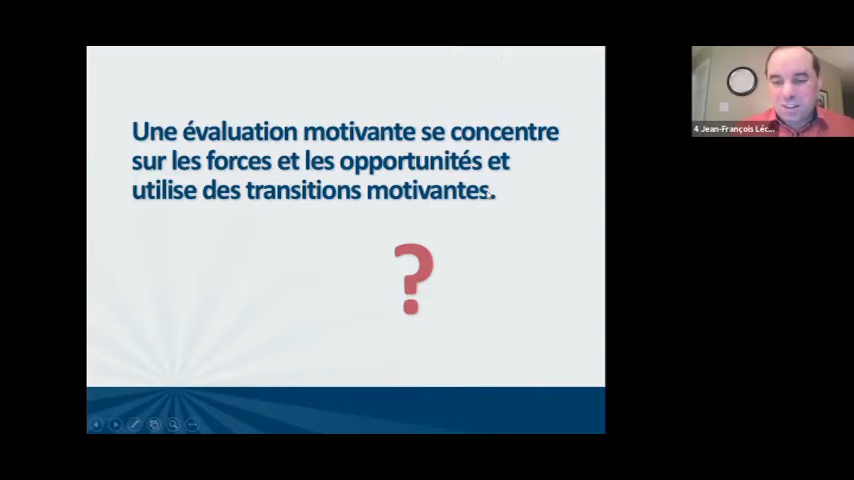 Une évaluation motivante se concentre
sur les forces et les opportunités et
utilise des transitions motivantes.
?
4 Jean-François Léc...